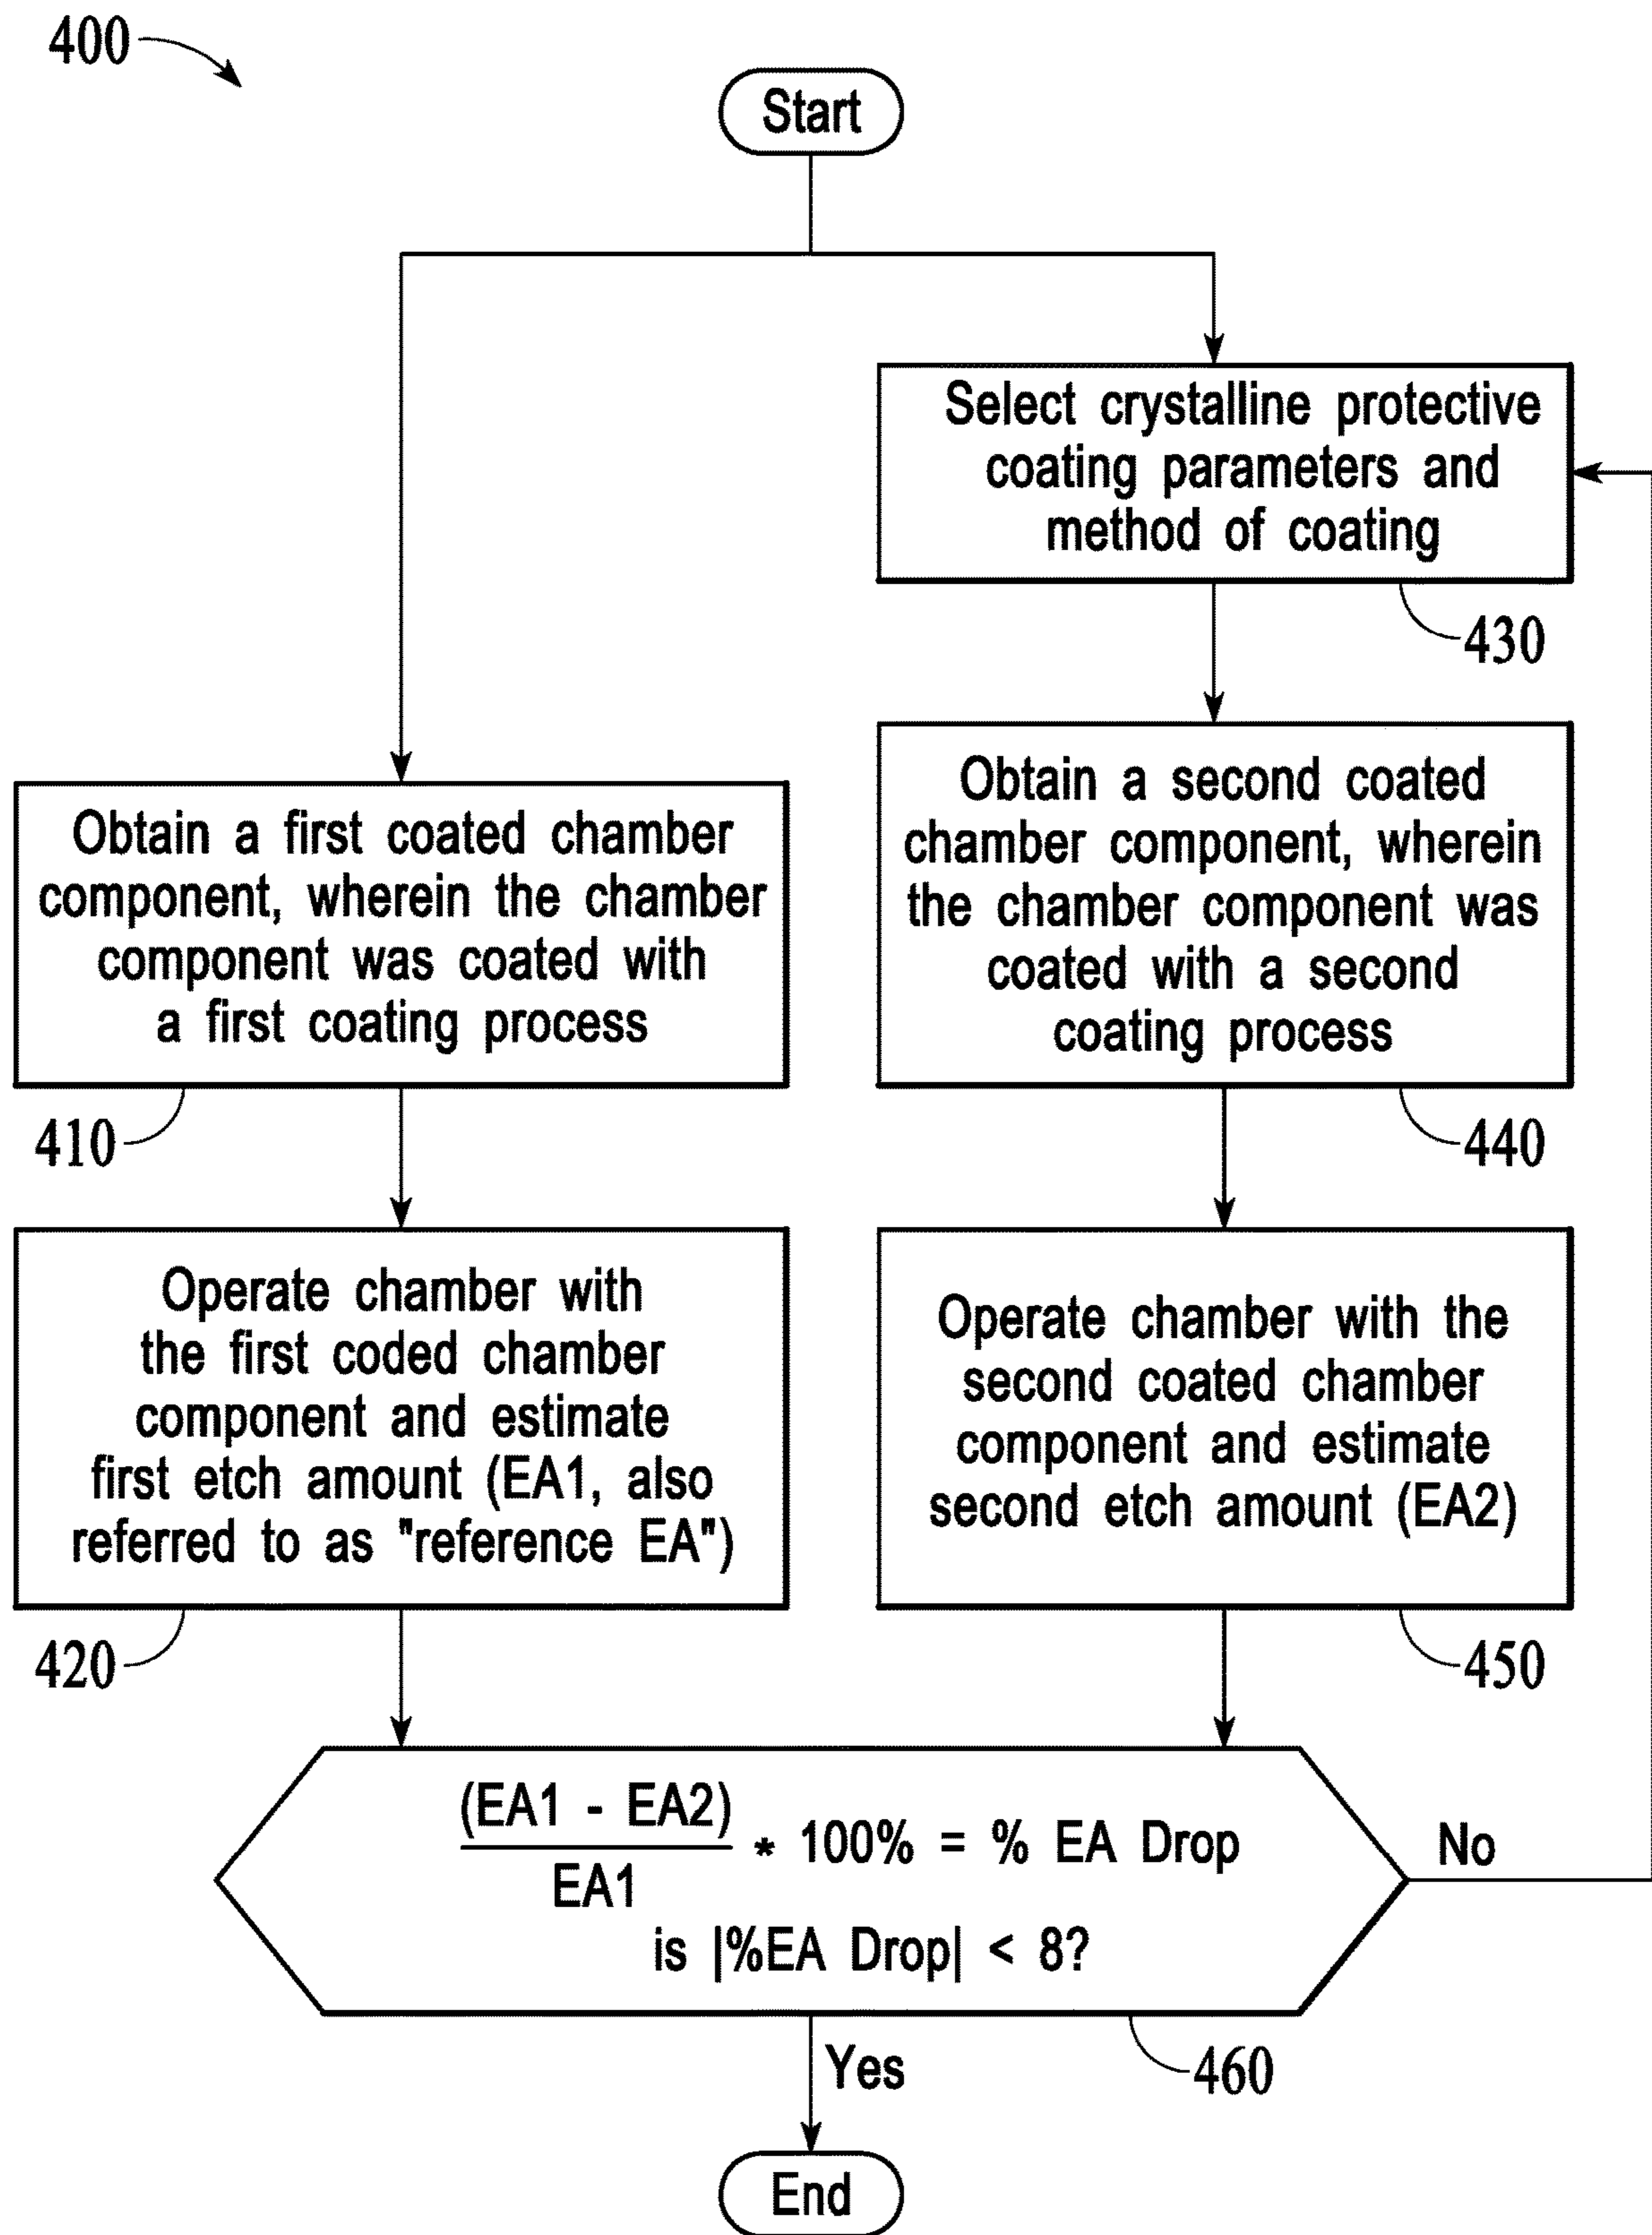 400
Start
Select crystalline protective
coating parameters and
method of coating
430
Obtain a first coated chamber
component, wherein the chamber
component was coated with
a first coating process
410
Obtain a second coated
chamber component, wherein
the chamber component was
coated with a second
coating process
440
Operate chamber with
the first coded chamber
component and estimate
first etch amount (EA1, also
referred to as "reference EA")
420
Operate chamber with the
second coated chamber
component and estimate
second etch amount (EA2)
450
(EA1 - EA2)
EA1
* 100% = % EA Drop
is |%EA Drop| < 8?
No
460
Yes
End